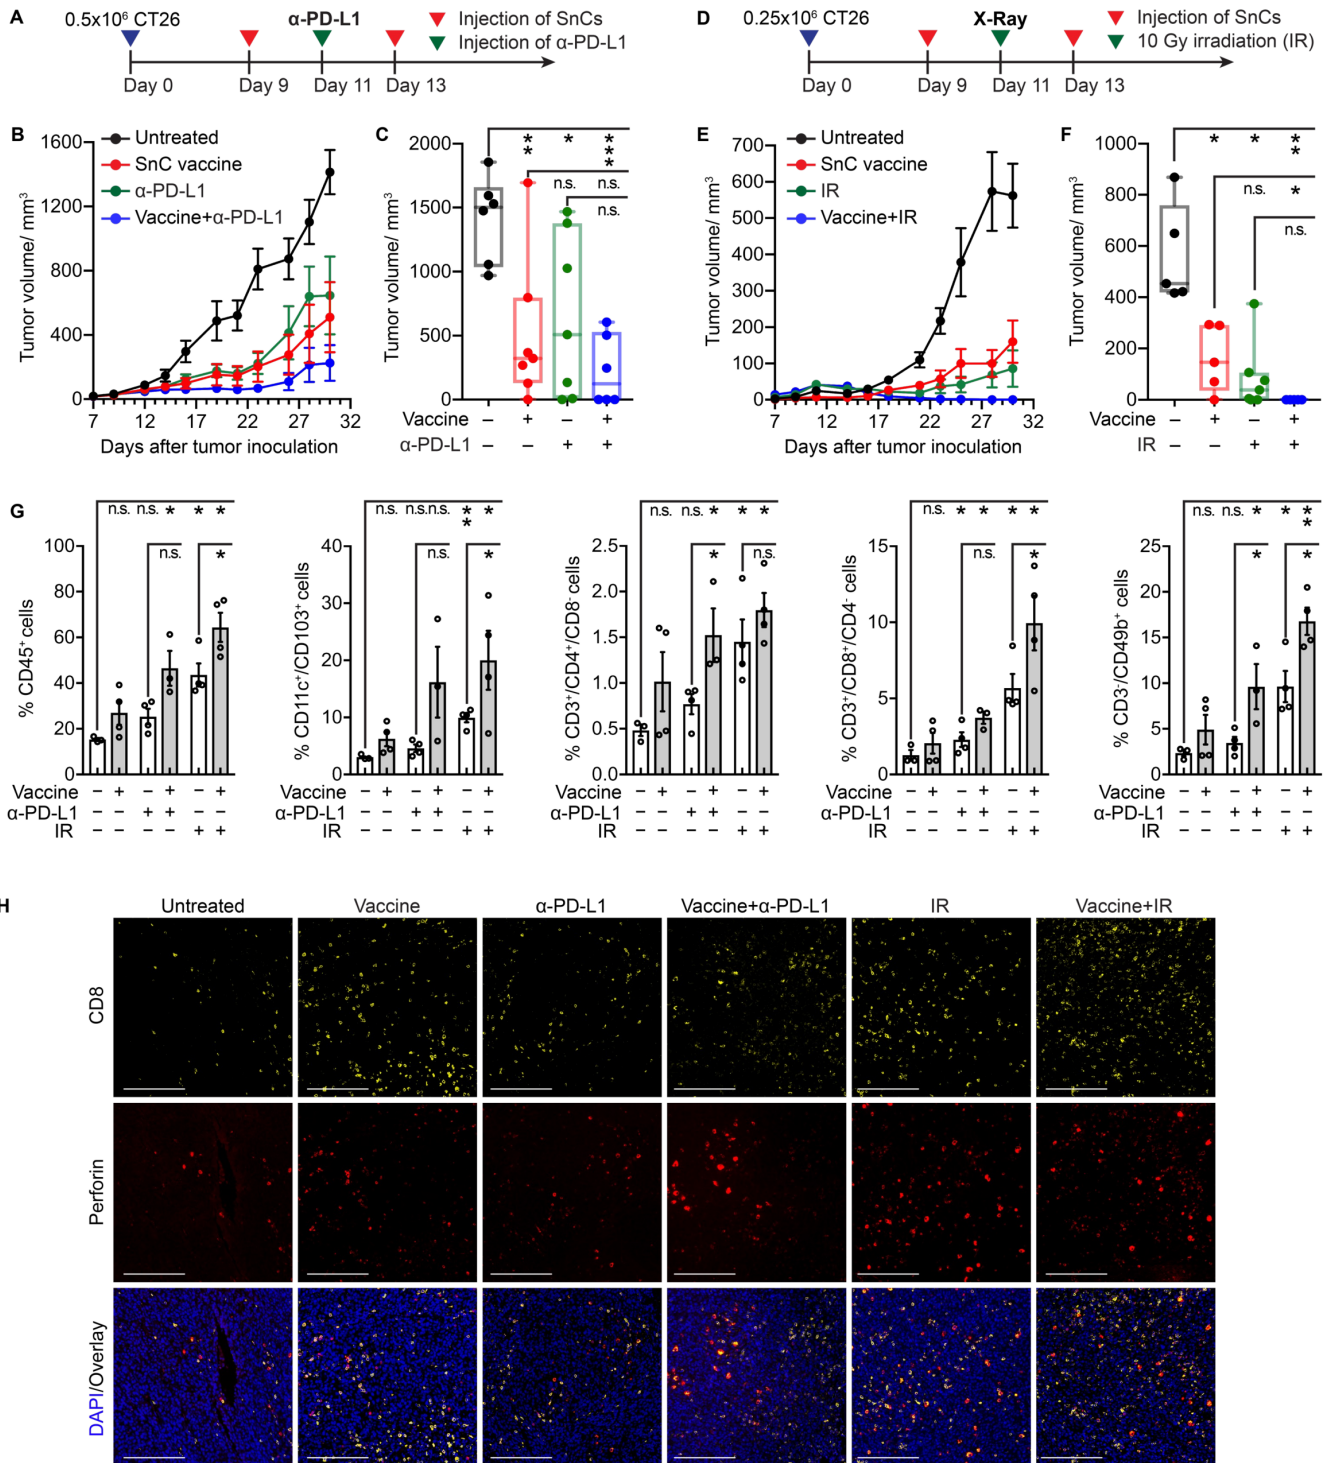 A
0.5x10⁶ CT26
α-PD-L1
Injection of SnCs
Injection of α-PD-L1
Day 0
Day 9
Day 11
Day 13
D
0.25x10⁶ CT26
X-Ray
Injection of SnCs
10 Gy irradiation (IR)
Day 0
Day 9
Day 11
Day 13
B
Tumor volume/ mm³
1600
1200
800
400
0
Untreated
SnC vaccine
α-PD-L1
Vaccine+α-PD-L1
7 12 17 22 27 32
Days after tumor inoculation
C
Tumor volume/ mm³
2000
1500
1000
500
0
** * ***
n.s. n.s.
n.s.
Vaccine – + – +
α-PD-L1 – – + +
E
Tumor volume/ mm³
700
600
500
400
300
200
100
0
Untreated
SnC vaccine
IR
Vaccine+IR
7 12 17 22 27 32
Days after tumor inoculation
F
Tumor volume/ mm³
1000
800
600
400
200
0
* * **
n.s. *
n.s.
Vaccine – + – +
IR – – + +
G
% CD45⁺ cells
100
80
60
40
20
0
n.s. n.s. * * *
n.s. *
Vaccine – + – + – +
α-PD-L1 – – + + – –
IR – – – – + +
% CD11c⁺/CD103⁺ cells
40
30
20
10
0
n.s. n.s. n.s. ** *
n.s. *
– + – + – +
α-PD-L1 – – + + – –
IR – – – – + +
% CD3⁺/CD4⁺/CD8⁻ cells
2.5
2.0
1.5
1.0
0.5
0.0
n.s. n.s. * * *
* n.s.
Vaccine – + – + – +
α-PD-L1 – – + + – –
IR – – – – + +
% CD3⁺/CD8⁺/CD4⁻ cells
15
10
5
0
n.s. * * * *
n.s. *
Vaccine – + – + – +
α-PD-L1 – – + + – –
IR – – – – + +
% CD3⁻/CD49b⁺ cells
25
20
15
10
5
0
n.s. n.s. * * **
* *
Vaccine – + – + – +
α-PD-L1 – – + + – –
IR – – – – + +
H
Untreated
Vaccine
α-PD-L1
Vaccine+α-PD-L1
IR
Vaccine+IR
CD8
Perforin
DAPI/Overlay